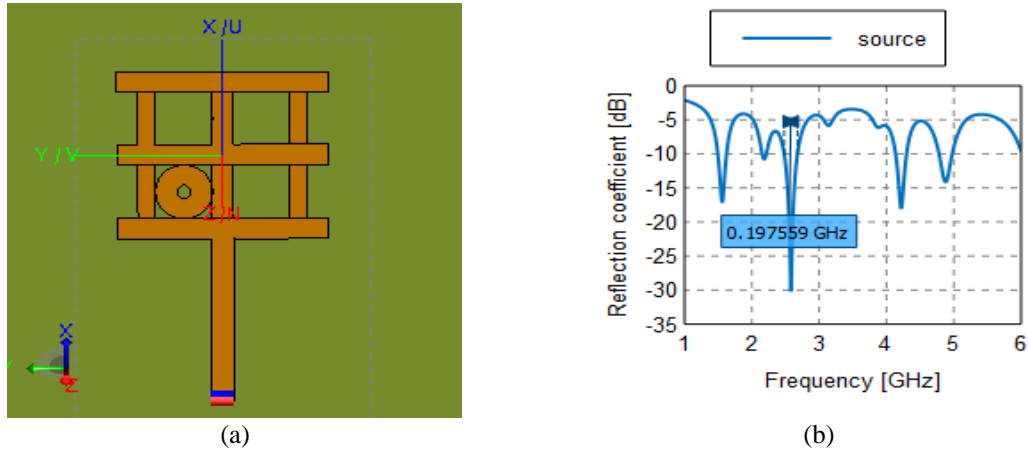 X /U
Y / V
Z /N
X
Z
(a)
source
Reflection coefficient [dB]
0
-5
-10
-15
-20
-25
-30
-35
0.197559 GHz
1 2 3 4 5 6
Frequency [GHz]
(b)